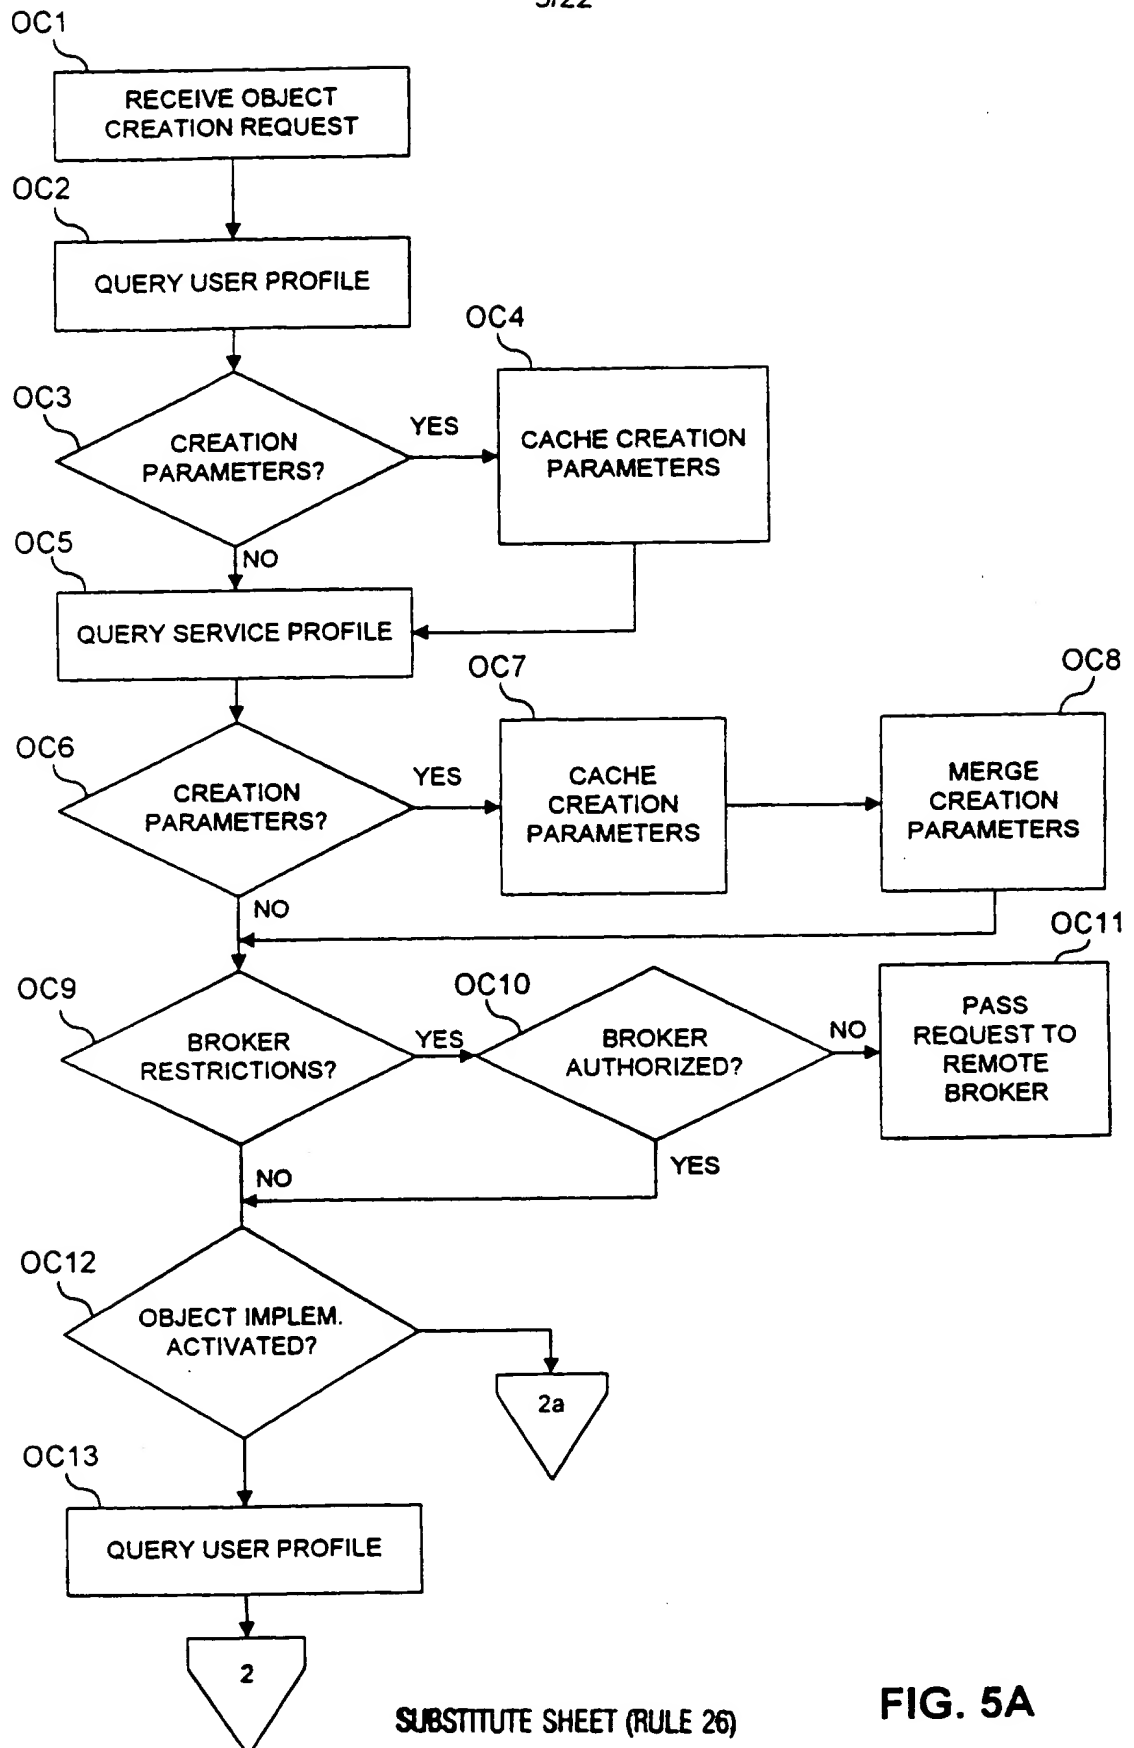 OC1
RECEIVE OBJECT
CREATION REQUEST
OC2
QUERY USER PROFILE
OC3
CREATION
PARAMETERS?
YES
OC4
CACHE CREATION
PARAMETERS
NO
OC5
QUERY SERVICE PROFILE
OC6
CREATION
PARAMETERS?
YES
OC7
CACHE
CREATION
PARAMETERS
OC8
MERGE
CREATION
PARAMETERS
NO
OC9
BROKER
RESTRICTIONS?
YES
OC10
BROKER
AUTHORIZED?
NO
OC11
PASS
REQUEST TO
REMOTE
BROKER
NO
YES
OC12
OBJECT IMPLEM.
ACTIVATED?
2a
OC13
QUERY USER PROFILE
2
SUBSTITUTE SHEET (RULE 26)
FIG. 5A